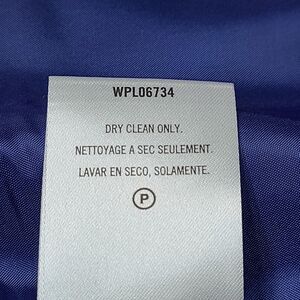 WPL06734
DRY CLEAN ONLY.
NETTOYAGE A SEC SEULEMENT.
LAVAR EN SECO, SOLAMENTE.
P